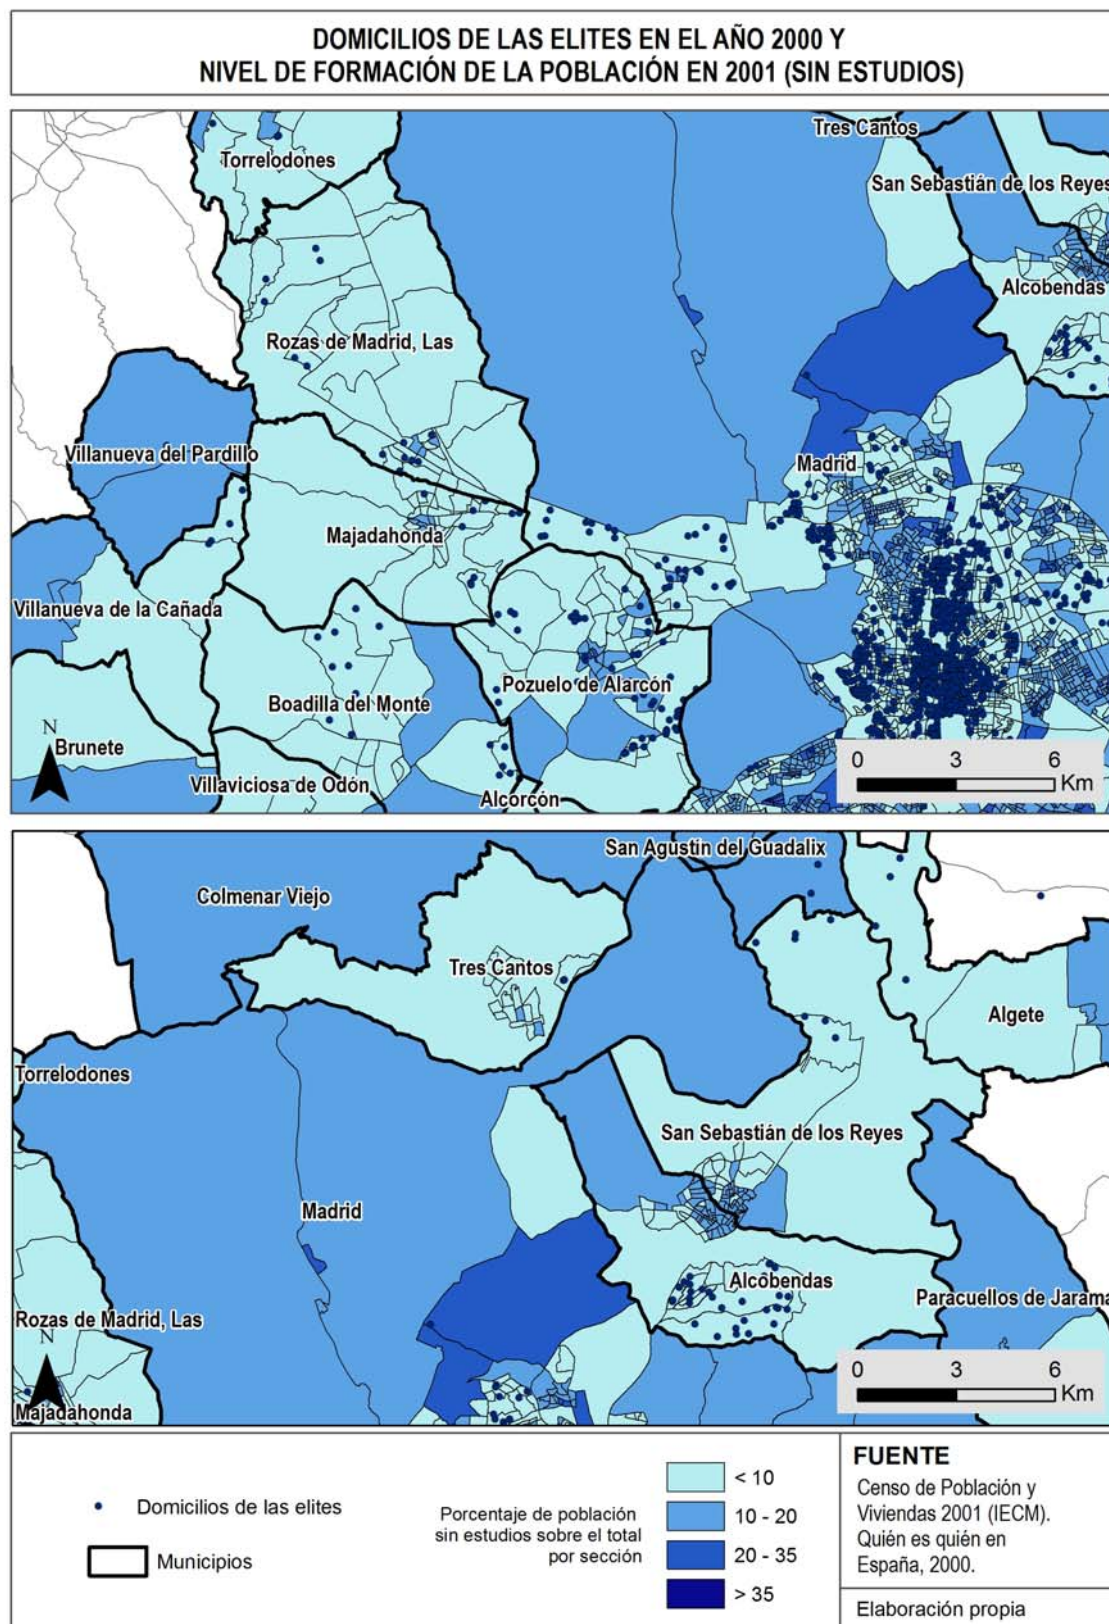 DOMICILIOS DE LAS ELITES EN EL AÑO 2000 Y
NIVEL DE FORMACIÓN DE LA POBLACIÓN EN 2001 (SIN ESTUDIOS)
Tres Cantos
Torrelodones
San Sebastián de los Reyes
Alcobendas
Rozas de Madrid, Las
Villanueva del Pardillo
Madrid
Majadahonda
Villanueva de la Cañada
Pozuelo de Alarcón
Boadilla del Monte
N
Brunete
Villaviciosa de Odón
Alcorcón
0 3 6
Km
San Agustín del Guadalix
Colmenar Viejo
Tres Cantos
Algete
Torrelodones
San Sebastián de los Reyes
Madrid
Alcobendas
Paracuellos de Jarama
Rozas de Madrid, Las
N
Majadahonda
0 3 6
Km
Domicilios de las elites
Municipios
Porcentaje de población
sin estudios sobre el total
por sección
< 10
10 - 20
20 - 35
> 35
FUENTE
Censo de Población y
Viviendas 2001 (IECM).
Quién es quién en
España, 2000.
Elaboración propia